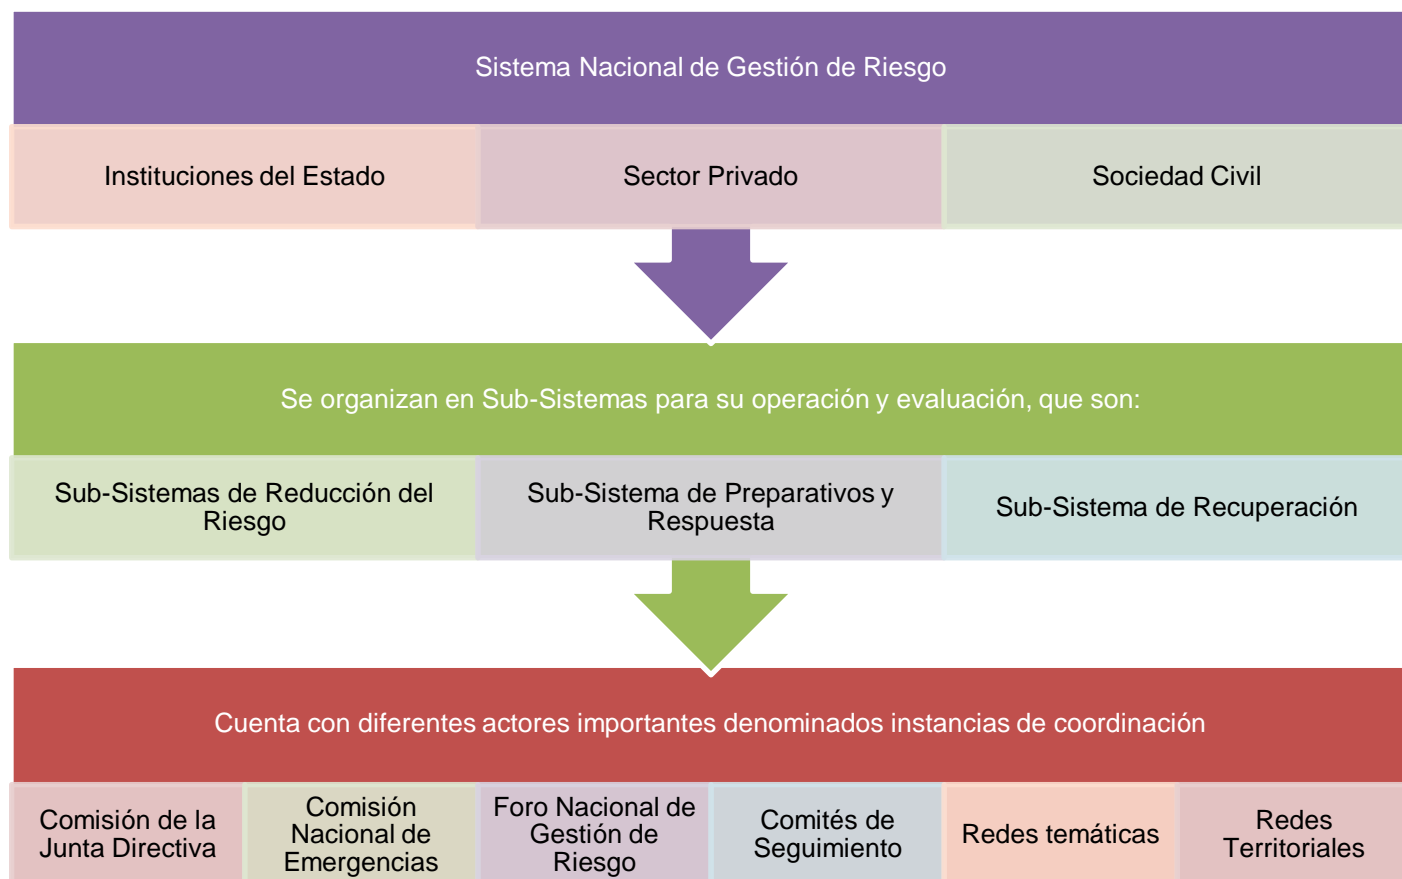 Sistema Nacional de Gestión de Riesgo
Instituciones del Estado
Sector Privado
Sociedad Civil
Se organizan en Sub-Sistemas para su operación y evaluación, que son:
Sub-Sistemas de Reducción del
Riesgo
Sub-Sistema de Preparativos y
Respuesta
Sub-Sistema de Recuperación
Cuenta con diferentes actores importantes denominados instancias de coordinación
Comisión de la
Junta Directiva
Comisión
Nacional de
Emergencias
Foro Nacional de
Gestión de
Riesgo
Comités de
Seguimiento
Redes temáticas
Redes
Territoriales